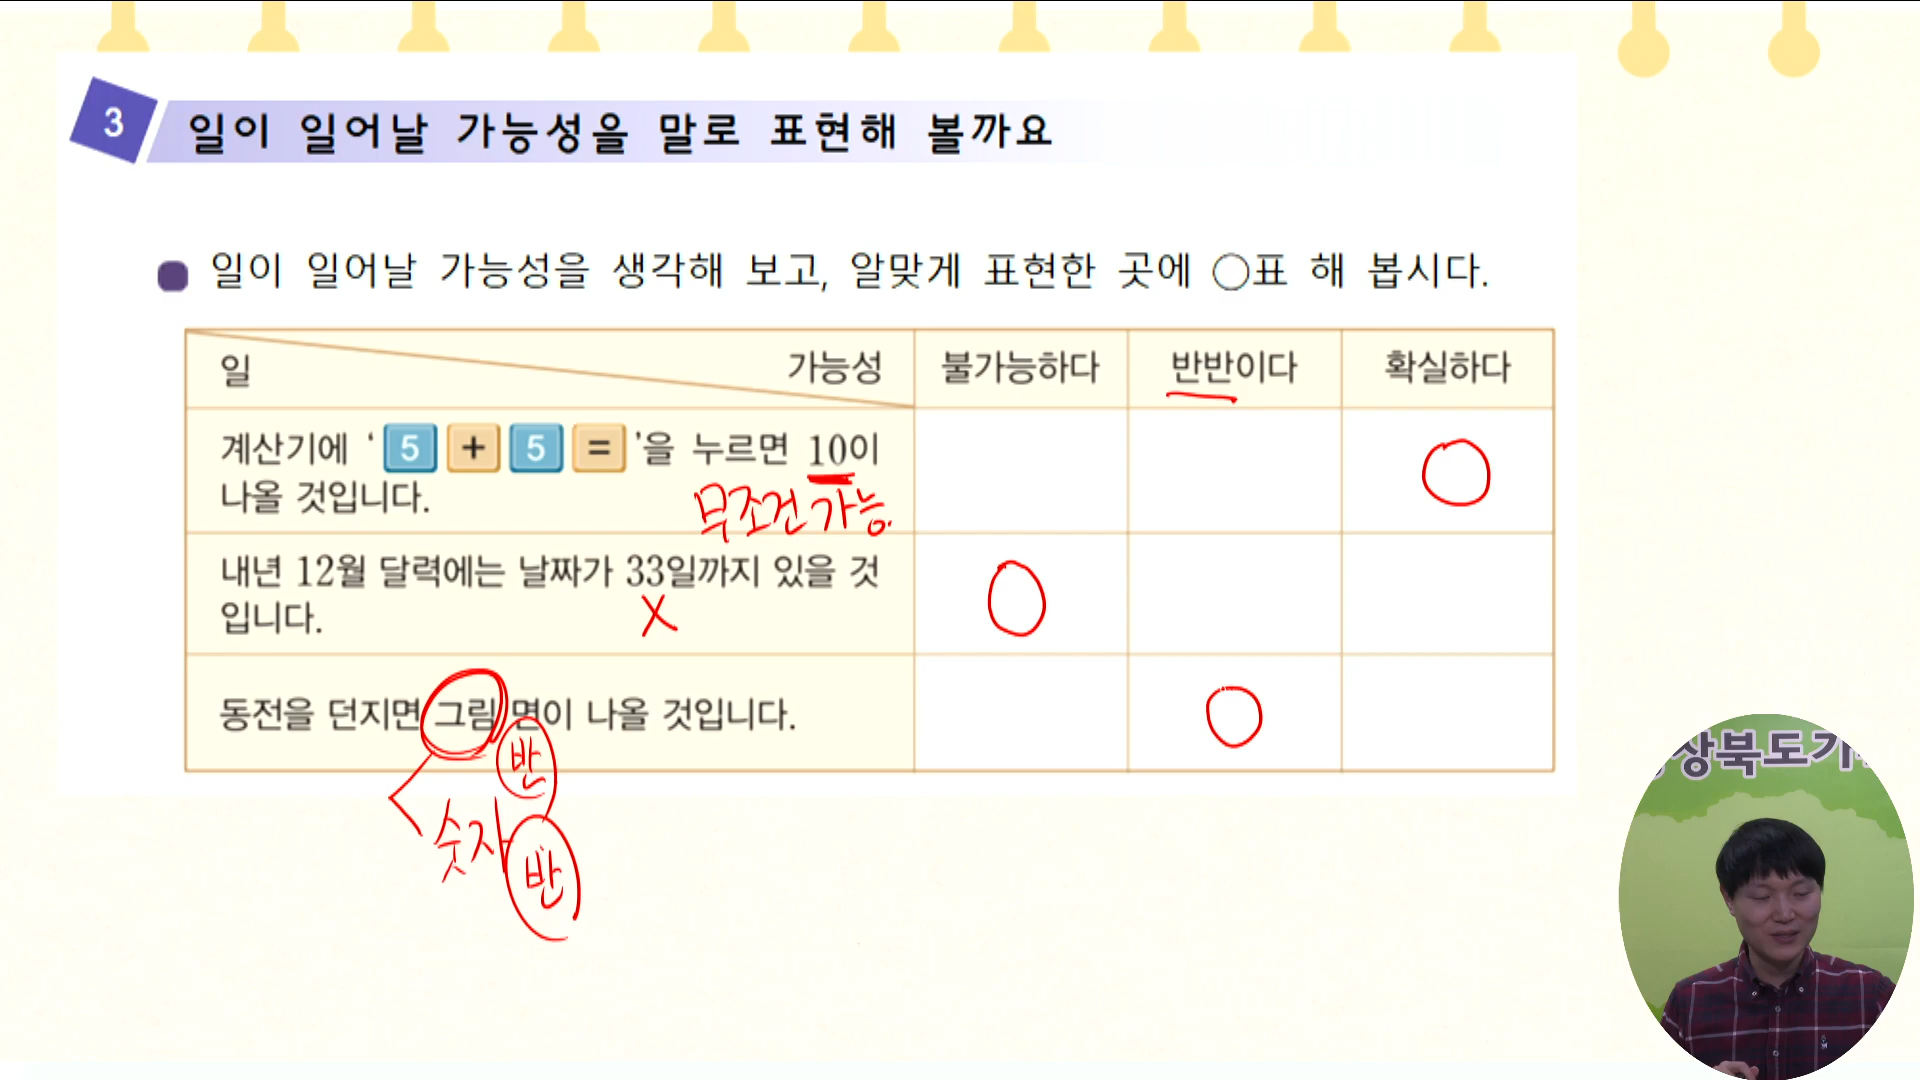 3 일이 일어날 가능성을 말로 표현해 볼까요
일이 일어날 가능성을 생각해 보고, 알맞게 표현한 곳에 ○표 해 봅시다.
일 가능성 불가능하다 반반이다 확실하다
계산기에 ‘ 5 + 5 = ’을 누르면 10이
나올 것입니다.
무조건 가능.
내년 12월 달력에는 날짜가 33일까지 있을 것
입니다.
X
동전을 던지면 그림 면이 나올 것입니다.
반
숫자 반
상북도